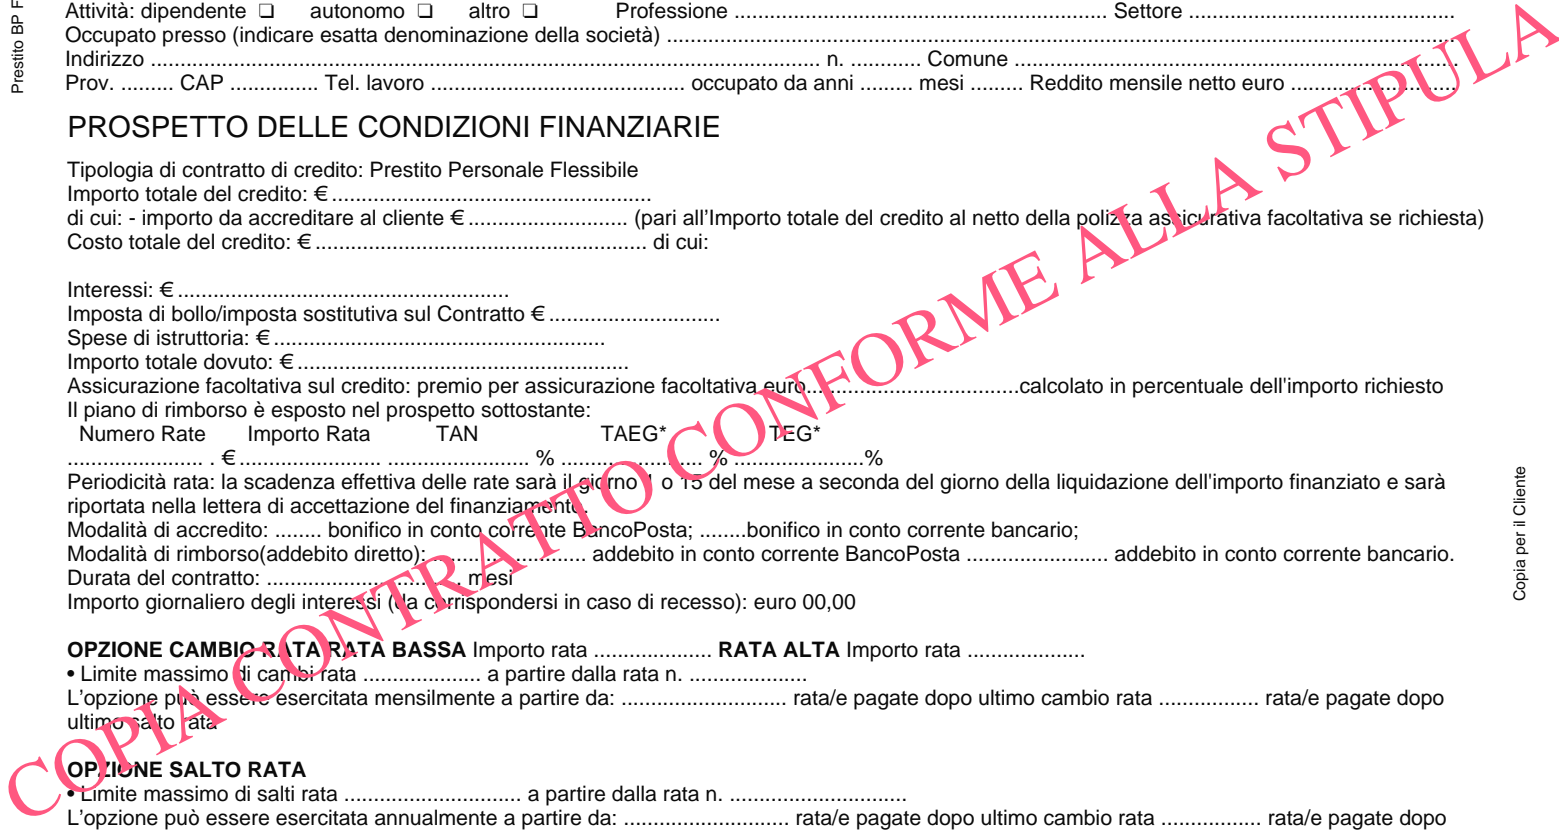 Attività: dipendente ❑ autonomo ❑ altro ❑ Professione ................................................................ Settore .............................................
Occupato presso (indicare esatta denominazione della società) .......................................................................................................................................
Indirizzo ................................................................................................................... n. ............ Comune ...........................................................................
Prov. ......... CAP ............... Tel. lavoro ............................................ occupato da anni ......... mesi ......... Reddito mensile netto euro ............................
PROSPETTO DELLE CONDIZIONI FINANZIARIE
Tipologia di contratto di credito: Prestito Personale Flessibile
Importo totale del credito: € ......................................................
di cui: - importo da accreditare al cliente € ........................... (pari all'Importo totale del credito al netto della polizza assicurativa facoltativa se richiesta)
Costo totale del credito: € ........................................................ di cui:
Interessi: € ........................................................
Imposta di bollo/imposta sostitutiva sul Contratto € .............................
Spese di istruttoria: € ........................................................
Importo totale dovuto: € ........................................................
Assicurazione facoltativa sul credito: premio per assicurazione facoltativa euro....................................calcolato in percentuale dell'importo richiesto
Il piano di rimborso è esposto nel prospetto sottostante:
Numero Rate Importo Rata TAN TAEG* TEG*
....................... . € ........................ ........................ % ......................... % ......................%
Periodicità rata: la scadenza effettiva delle rate sarà il giorno 1 o 15 del mese a seconda del giorno della liquidazione dell'importo finanziato e sarà
riportata nella lettera di accettazione del finanziamento.
Modalità di accredito: ........ bonifico in conto corrente BancoPosta; ........bonifico in conto corrente bancario;
Modalità di rimborso(addebito diretto): ........................... addebito in conto corrente BancoPosta ........................ addebito in conto corrente bancario.
Durata del contratto: ................................. mesi
Importo giornaliero degli interessi (da corrispondersi in caso di recesso): euro 00,00
OPZIONE CAMBIO RATA RATA BASSA Importo rata .................... RATA ALTA Importo rata ....................
• Limite massimo di cambi rata .................... a partire dalla rata n. ....................
L'opzione può essere esercitata mensilmente a partire da: ............................ rata/e pagate dopo ultimo cambio rata ................. rata/e pagate dopo
ultimo salto rata
OPZIONE SALTO RATA
• Limite massimo di salti rata .............................. a partire dalla rata n. ..............................
L'opzione può essere esercitata annualmente a partire da: ............................ rata/e pagate dopo ultimo cambio rata ................. rata/e pagate dopo
COPIA CONTRATTO CONFORME ALLA STIPULA
Prestito BP
Copia per il Cliente